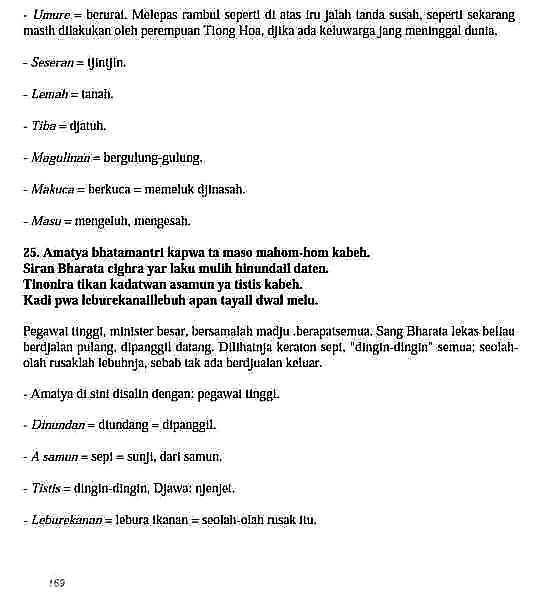 - Umure = berurai. Melepas rambut seperti di atas itu jalah tanda susah, seperti sekarang
masih dilakukan oleh perempuan Tiong Hoa, djika ada keluwarga jang meninggal dunia.
- Seseran = tjintjin.
- Lemah = tanah.
- Tiba = djatuh.
- Magulinan = bergulung-gulung.
- Makuca = berkuca = memeluk djinasah.
- Masu = mengeluh, mengesah.
25. Amatya bhatamantri kapwa ta maso mahom-hom kabeh.
Siran Bharata cighra yar laku mulih hinundail daten.
Tinonira tikan kadatwan asamun ya tistis kabeh.
Kadi pwa leburekanaillebuh apan tayail dwal melu.
Pegawai tinggi, minister besar, bersamalah madju .berapatsemua. Sang Bharata lekas beliau
berdjalan pulang, dipanggil datang. Dilihatnja keraton sepi, "dingin-dingin" semua; seolah-
olah rusaklah lebuhnja, sebab tak ada berdjualan keluar.
- Amatya di sini disalin dengan: pegawai tinggi.
- Dinundan = diundang = dipanggil.
- A samun = sepi = sunji, dari samun.
- Tistis = dingin-dingin, Djawa: njenjet.
- Leburekanan = lebura ikanan = seolah-olah rusak itu.
169